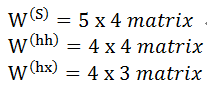 W⁽ˢ⁾ = 5 x 4 matrix
W⁽ʰʰ⁾ = 4 x 4 matrix
W⁽ʰˣ⁾ = 4 x 3 matrix